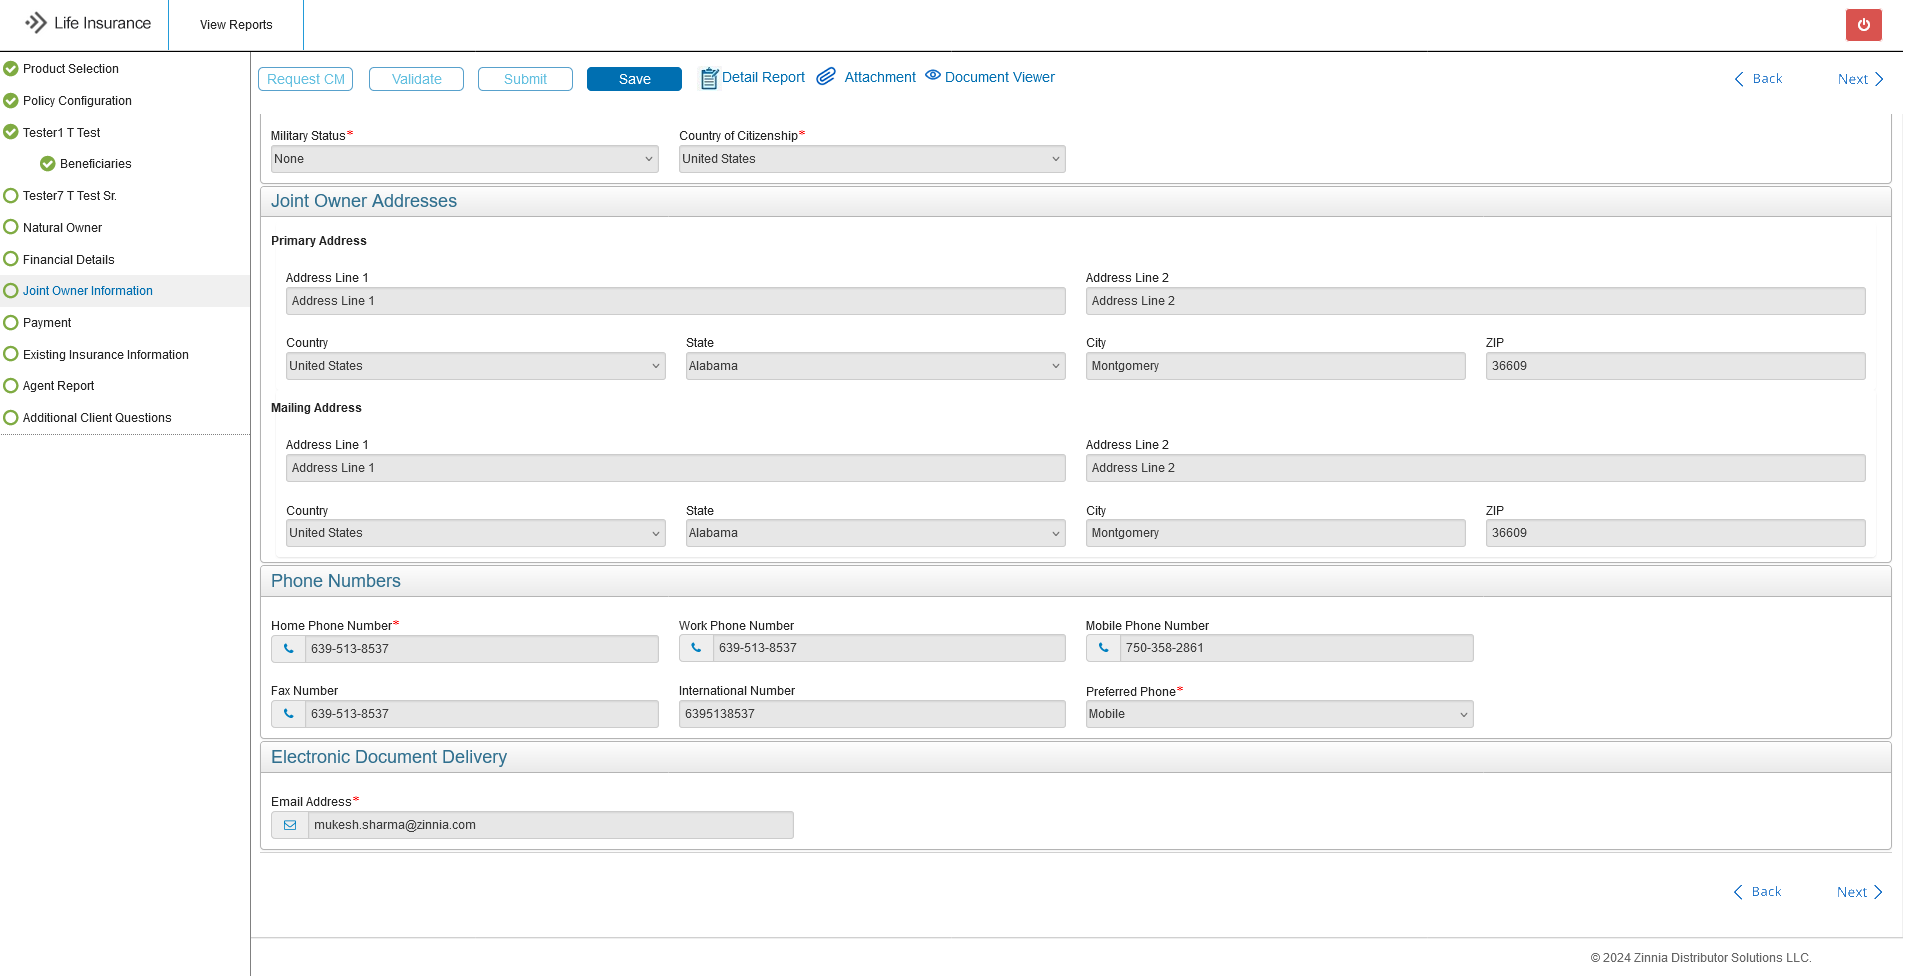 Life Insurance
View Reports
Product Selection
Policy Configuration
Tester1 T Test
Beneficiaries
Tester7 T Test Sr.
Natural Owner
Financial Details
Joint Owner Information
Payment
Existing Insurance Information
Agent Report
Additional Client Questions
Request CM Validate Submit Save Detail Report Attachment Document Viewer Back Next
Military Status* Country of Citizenship*
None United States
Joint Owner Addresses
Primary Address
Address Line 1 Address Line 2
Address Line 1 Address Line 2
Country State City ZIP
United States Alabama Montgomery 36609
Mailing Address
Address Line 1 Address Line 2
Address Line 1 Address Line 2
Country State City ZIP
United States Alabama Montgomery 36609
Phone Numbers
Home Phone Number* Work Phone Number Mobile Phone Number
639-513-8537 639-513-8537 750-358-2861
Fax Number International Number Preferred Phone*
639-513-8537 6395138537 Mobile
Electronic Document Delivery
Email Address*
mukesh.sharma@zinnia.com
Back Next
© 2024 Zinnia Distributor Solutions LLC.